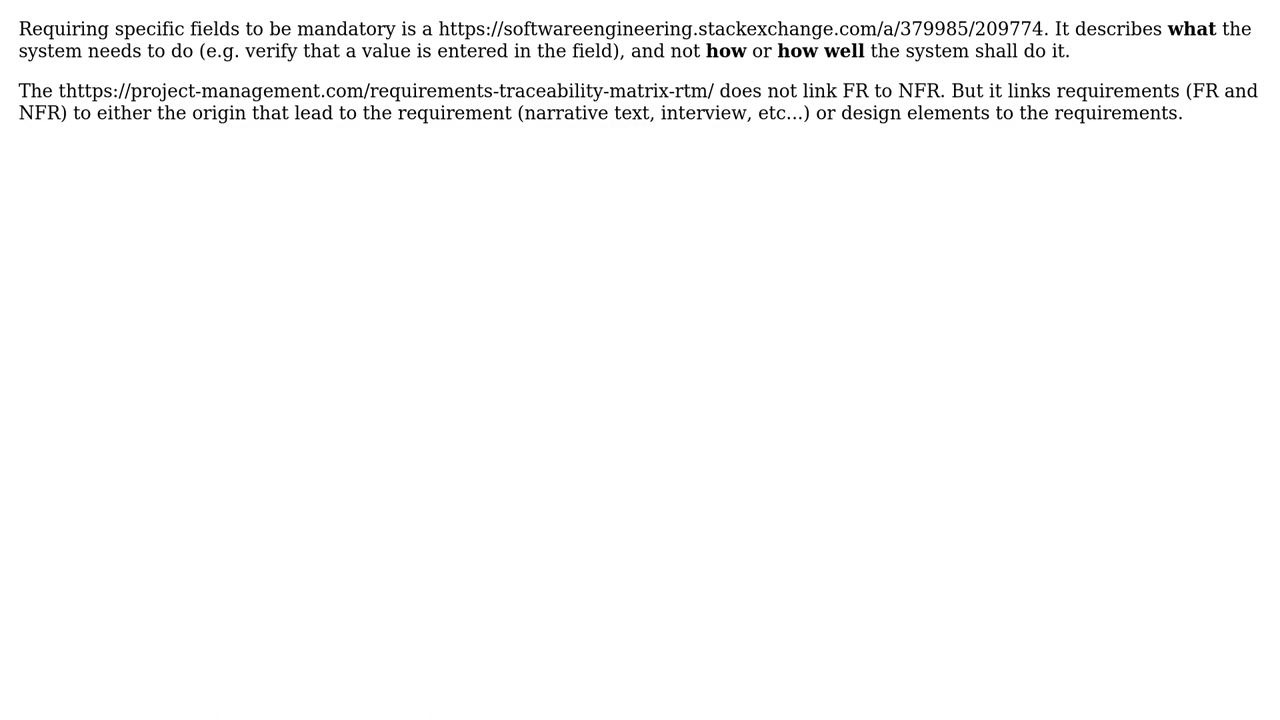 Requiring specific fields to be mandatory is a https://softwareengineering.stackexchange.com/a/379985/209774. It describes what the
system needs to do (e.g. verify that a value is entered in the field), and not how or how well the system shall do it.
The thttps://project-management.com/requirements-traceability-matrix-rtm/ does not link FR to NFR. But it links requirements (FR and
NFR) to either the origin that lead to the requirement (narrative text, interview, etc...) or design elements to the requirements.